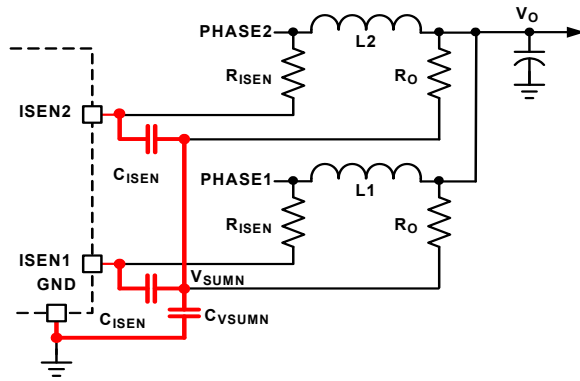 PHASE2
L2
VO
RISEN
RO
ISEN2
CISEN
PHASE1
L1
RISEN
RO
ISEN1
GND
VSUMN
CISEN
CVSUMN